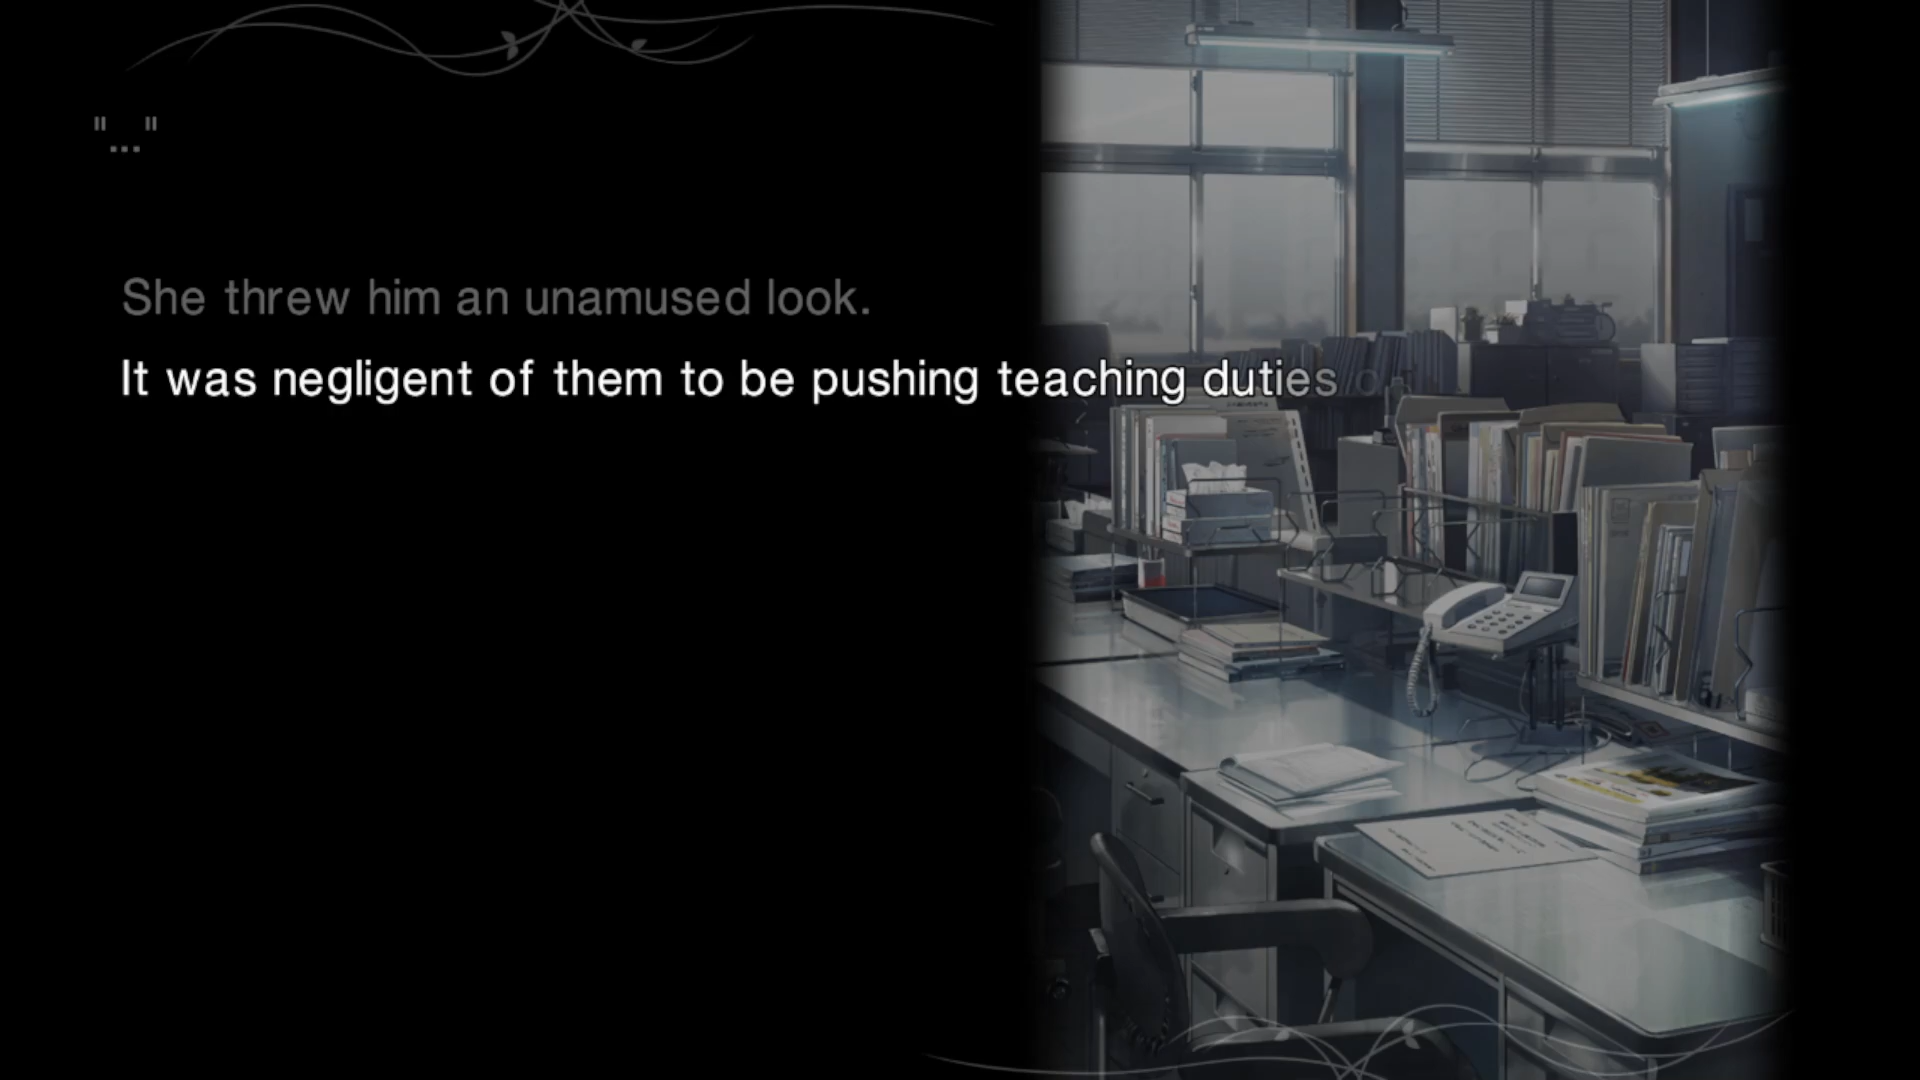 "..."
She threw him an unamused look.
It was negligent of them to be pushing teaching duties